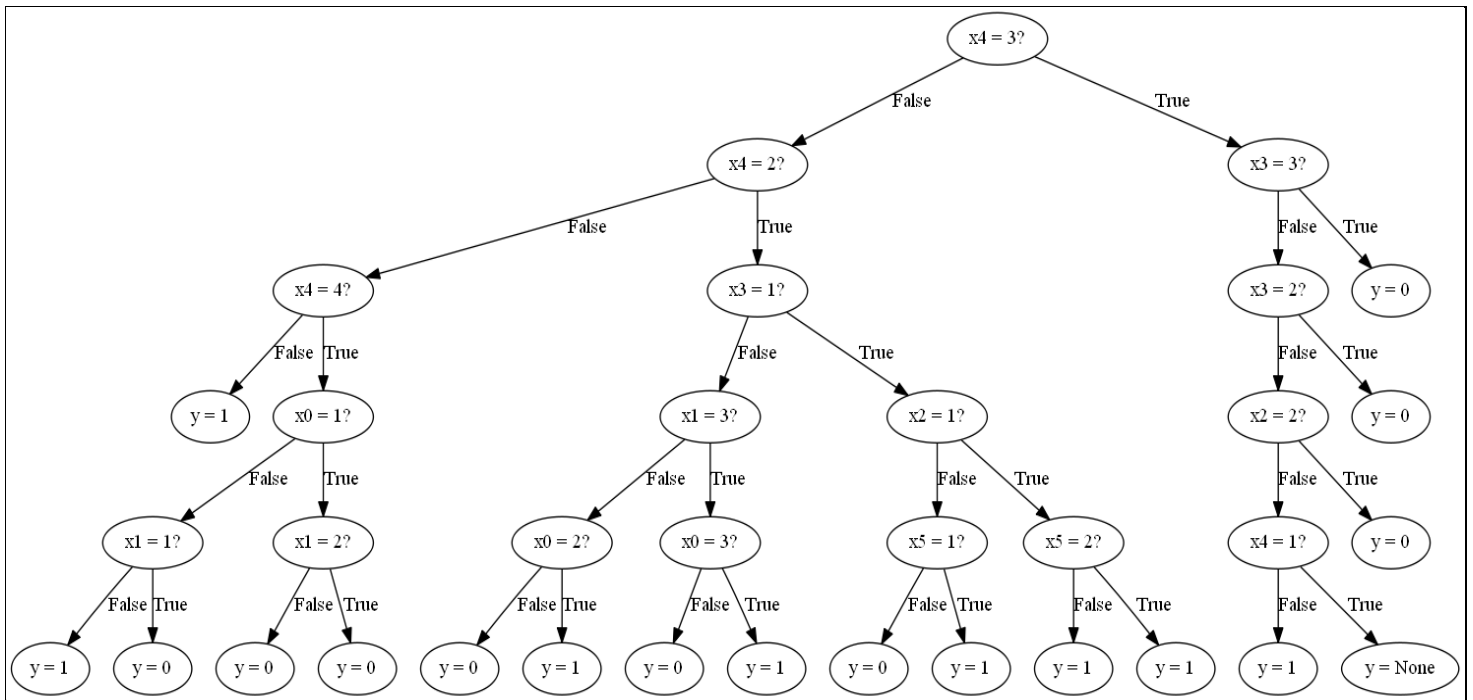 x4 = 3?
False
True
x4 = 2?
x3 = 3?
False
True
False
True
x4 = 4?
x3 = 1?
x3 = 2?
y = 0
False
True
False
True
False
True
y = 1
x0 = 1?
x1 = 3?
x2 = 1?
x2 = 2?
y = 0
False
True
False
True
False
True
False
True
x1 = 1?
x1 = 2?
x0 = 2?
x0 = 3?
x5 = 1?
x5 = 2?
x4 = 1?
y = 0
False
True
False
True
False
True
False
True
False
True
False
True
False
True
y = 1
y = 0
y = 0
y = 0
y = 0
y = 1
y = 0
y = 1
y = 0
y = 1
y = 1
y = 1
y = 1
y = None